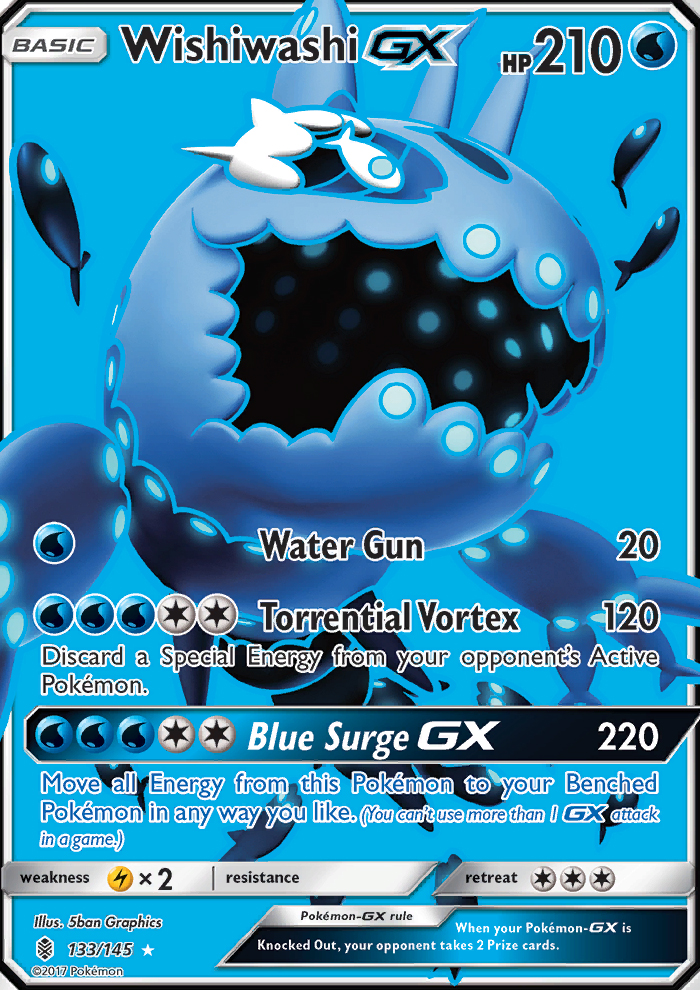 BASIC Wishiwashi GX HP210
Water Gun 20
Torrential Vortex 120
Discard a Special Energy from your opponent's Active
Pokémon.
Blue Surge GX 220
Move all Energy from this Pokémon to your Benched
Pokémon in any way you like. (You can't use more than 1 GX attack
in a game.)
weakness ×2 resistance retreat
Illus. 5ban Graphics
133/145
©2017 Pokémon
Pokémon-GX rule
When your Pokémon-GX is
Knocked Out, your opponent takes 2 Prize cards.